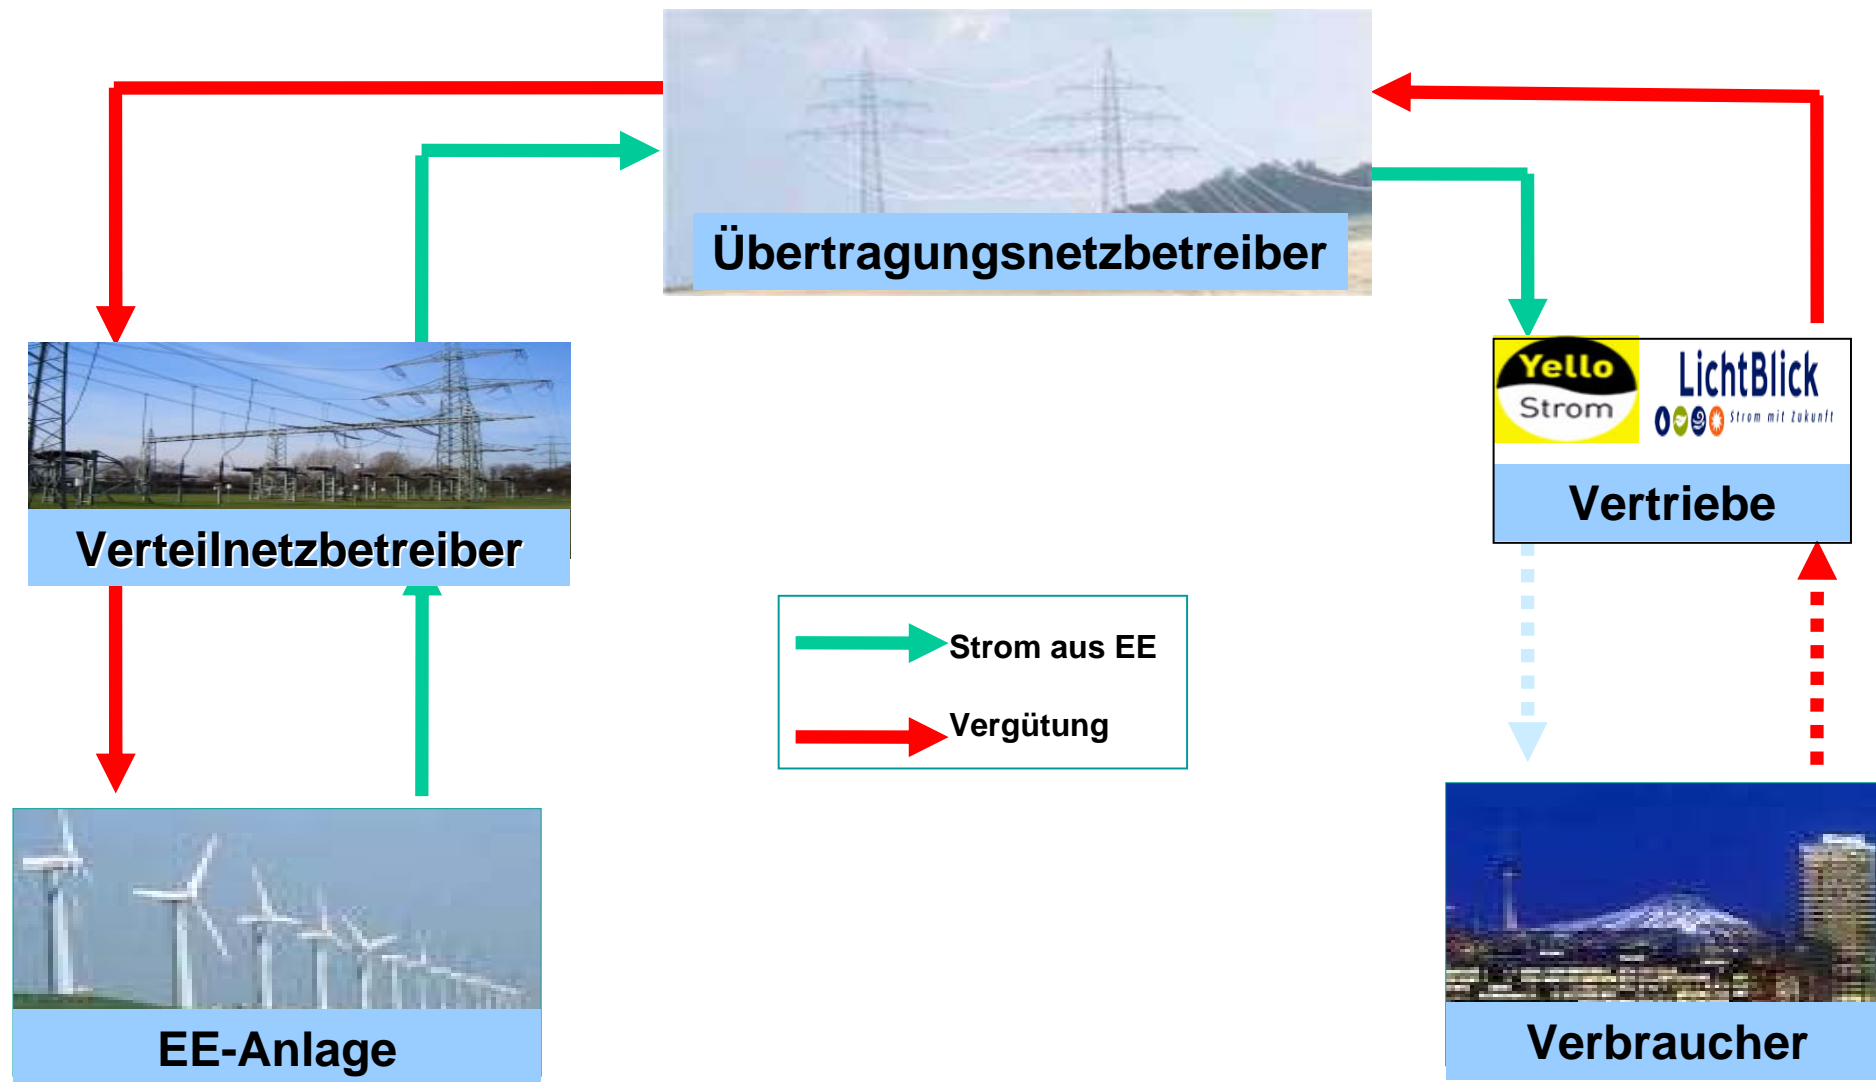 Übertragungsnetzbetreiber
Yello
Strom
LichtBlick
Strom mit Zukunft
Vertriebe
Verteilnetzbetreiber
Strom aus EE
Vergütung
EE-Anlage
Verbraucher